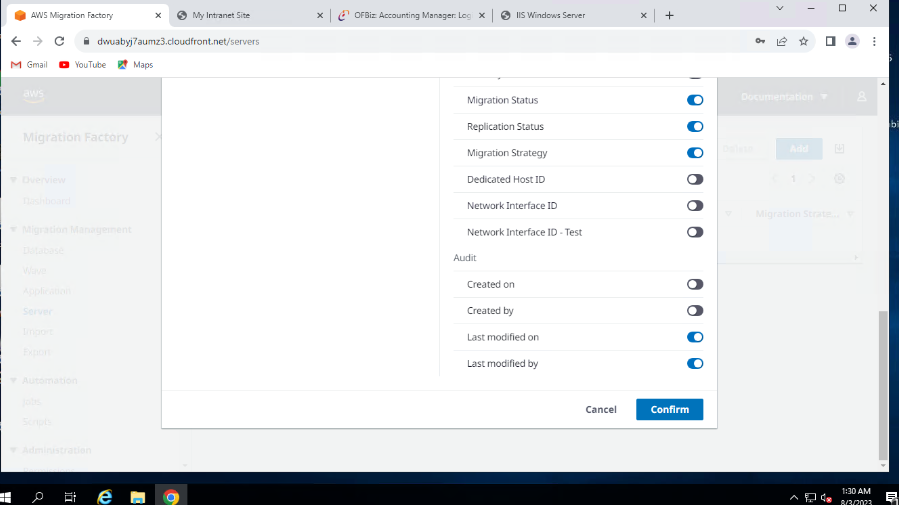 AWS Migration Factory
My Intranet Site
OFBiz: Accounting Manager: Log
IIS Windows Server
dwuabyj7aumz3.cloudfront.net/servers
Gmail
YouTube
Maps
aws
Documentation
Migration Factory
Delete
Add
1
Overview
Dashboard
Migration Strate...
Migration Management
Database
Wave
Application
Server
Import
Export
Automation
Jobs
Scripts
Administration
Migration Status
Replication Status
Migration Strategy
Dedicated Host ID
Network Interface ID
Network Interface ID - Test
Audit
Created on
Created by
Last modified on
Last modified by
Cancel
Confirm
1:30 AM
8/3/2023